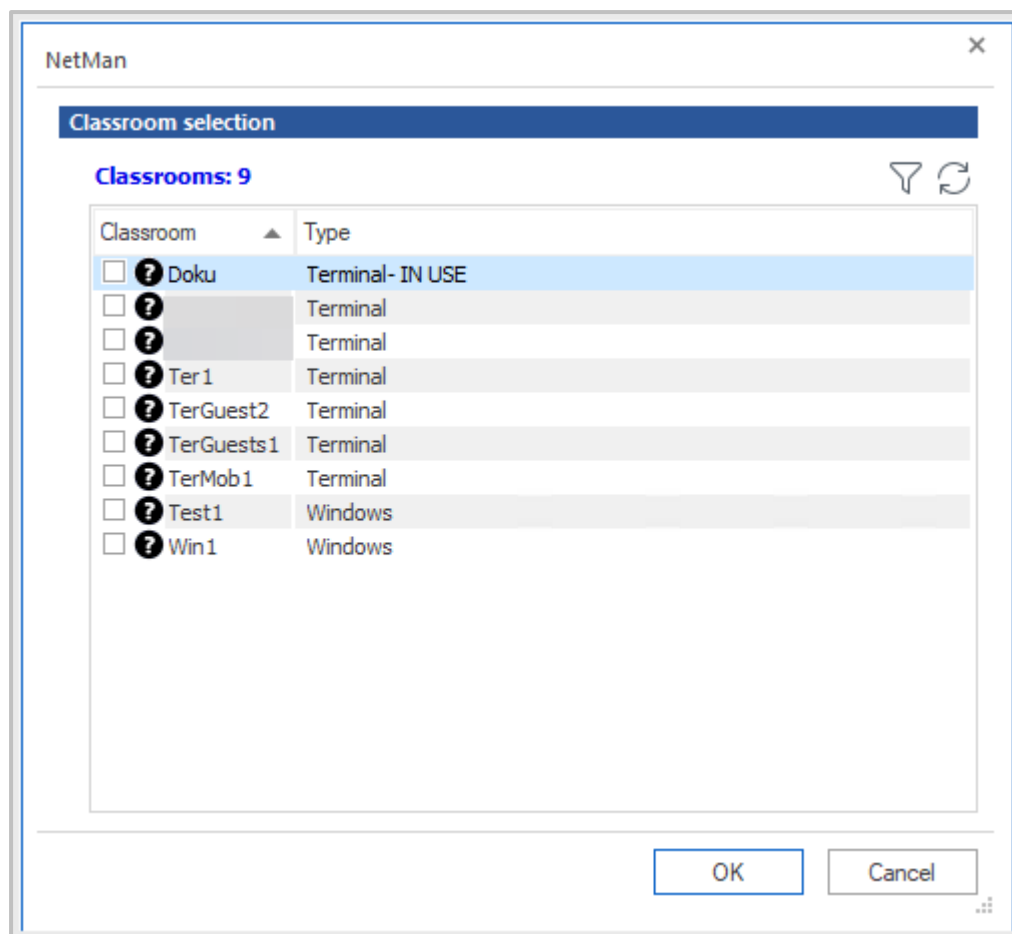 NetMan
Classroom selection
Classrooms: 9
Classroom Type
Doku Terminal- IN USE
Terminal
Terminal
Ter1 Terminal
TerGuest2 Terminal
TerGuests1 Terminal
TerMob1 Terminal
Test1 Windows
Win1 Windows
OK Cancel